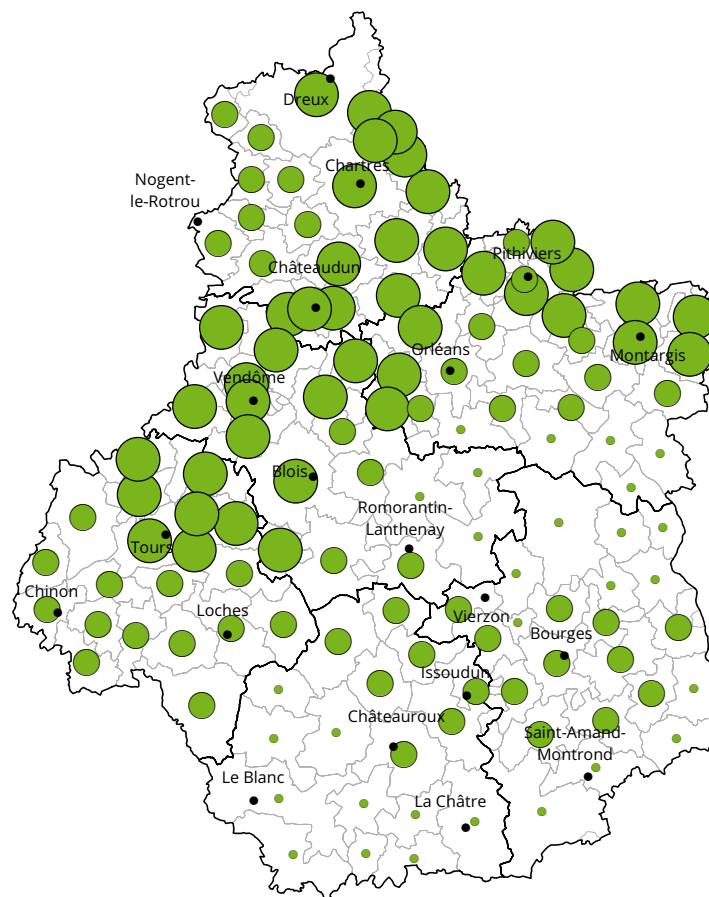 Dreux
Chartres
Nogent-
le-Rotrou
Pithiviers
Châteaudun
Orléans
Montargis
Vendôme
Blois
Romorantin-
Lanthenay
Tours
Chinon
Loches
Vierzon
Bourges
Issoudun
Châteauroux
Saint-Amand-
Montrond
Le Blanc
La Châtre